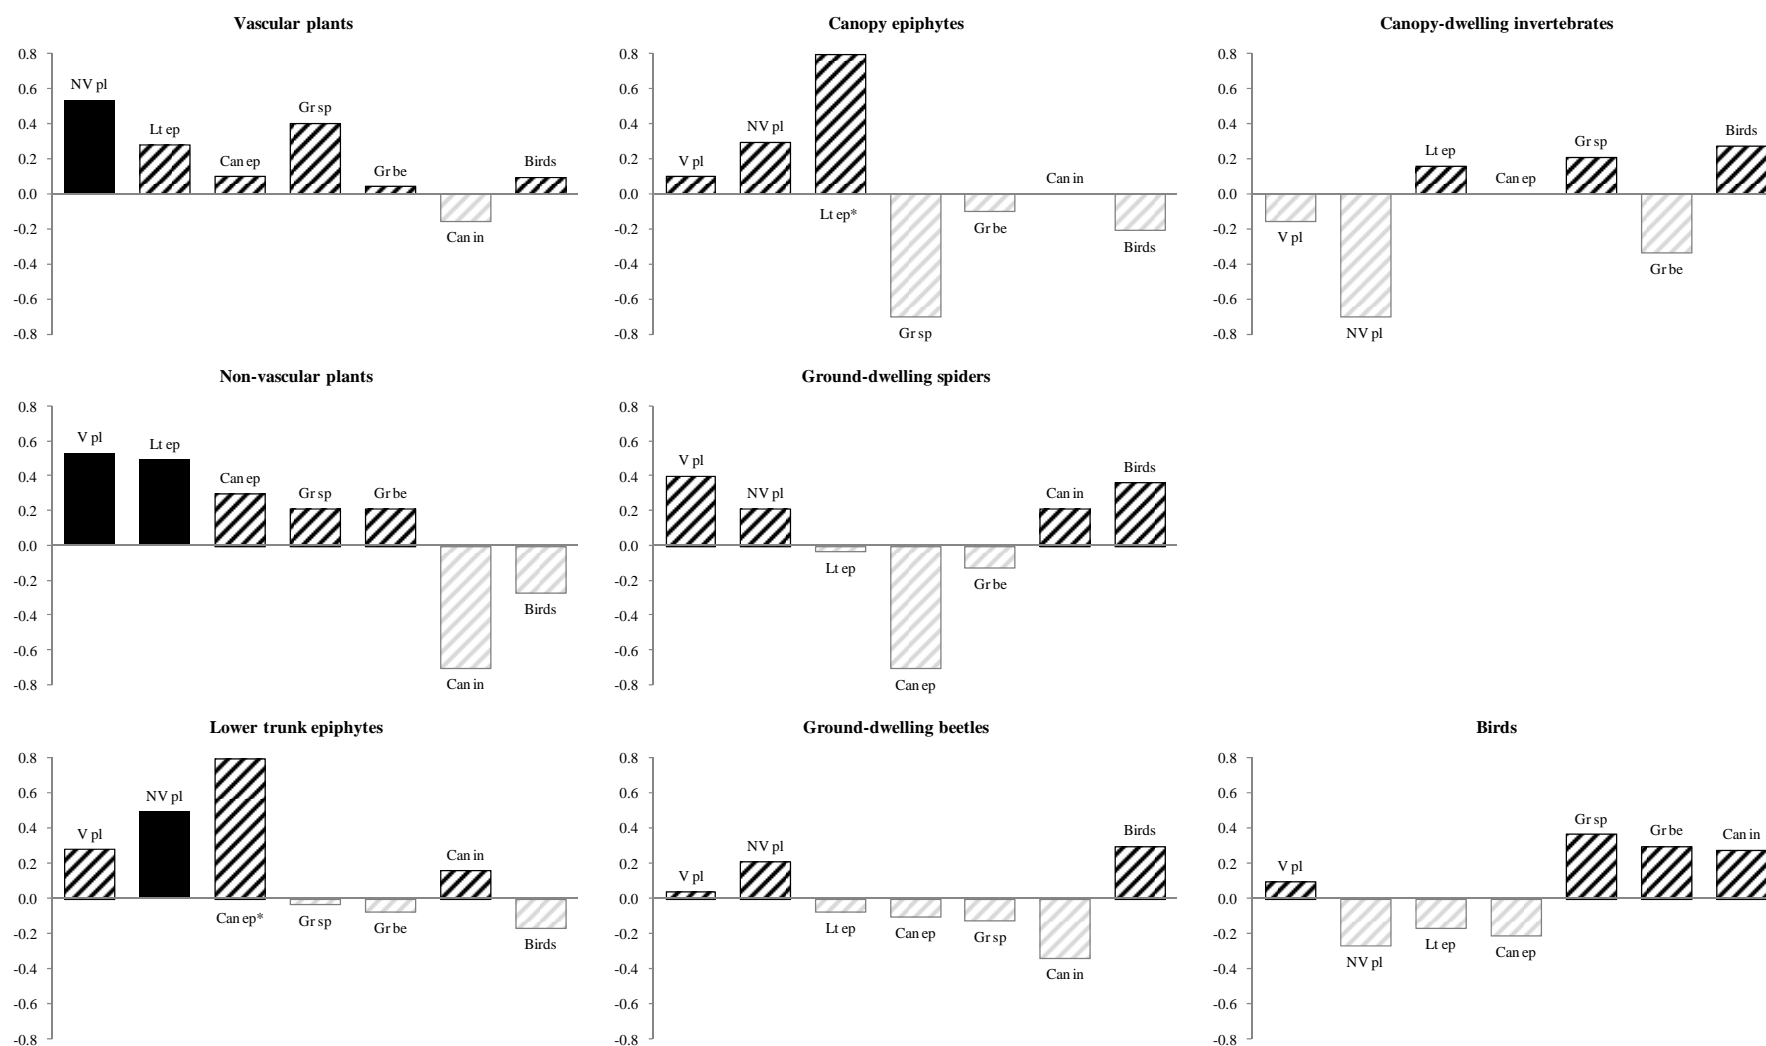 Vascular plants
0.8
0.6
0.4
0.2
0.0
-0.2
-0.4
-0.6
-0.8
NV pl
Lt ep
Can ep
Gr sp
Gr be
Can in
Birds
Canopy epiphytes
0.8
0.6
0.4
0.2
0.0
-0.2
-0.4
-0.6
-0.8
V pl
NV pl
Lt ep*
Gr sp
Gr be
Can in
Birds
Canopy-dwelling invertebrates
0.8
0.6
0.4
0.2
0.0
-0.2
-0.4
-0.6
-0.8
V pl
NV pl
Lt ep
Can ep
Gr sp
Gr be
Birds
Non-vascular plants
0.8
0.6
0.4
0.2
0.0
-0.2
-0.4
-0.6
-0.8
V pl
Lt ep
Can ep
Gr sp
Gr be
Can in
Birds
Ground-dwelling spiders
0.8
0.6
0.4
0.2
0.0
-0.2
-0.4
-0.6
-0.8
V pl
NV pl
Lt ep
Can ep
Gr be
Can in
Birds
Lower trunk epiphytes
0.8
0.6
0.4
0.2
0.0
-0.2
-0.4
-0.6
-0.8
V pl
NV pl
Can ep*
Gr sp
Gr be
Can in
Birds
Ground-dwelling beetles
0.8
0.6
0.4
0.2
0.0
-0.2
-0.4
-0.6
-0.8
V pl
NV pl
Lt ep
Can ep
Gr sp
Can in
Birds
Birds
0.8
0.6
0.4
0.2
0.0
-0.2
-0.4
-0.6
-0.8
V pl
NV pl
Lt ep
Can ep
Gr sp
Gr be
Can in